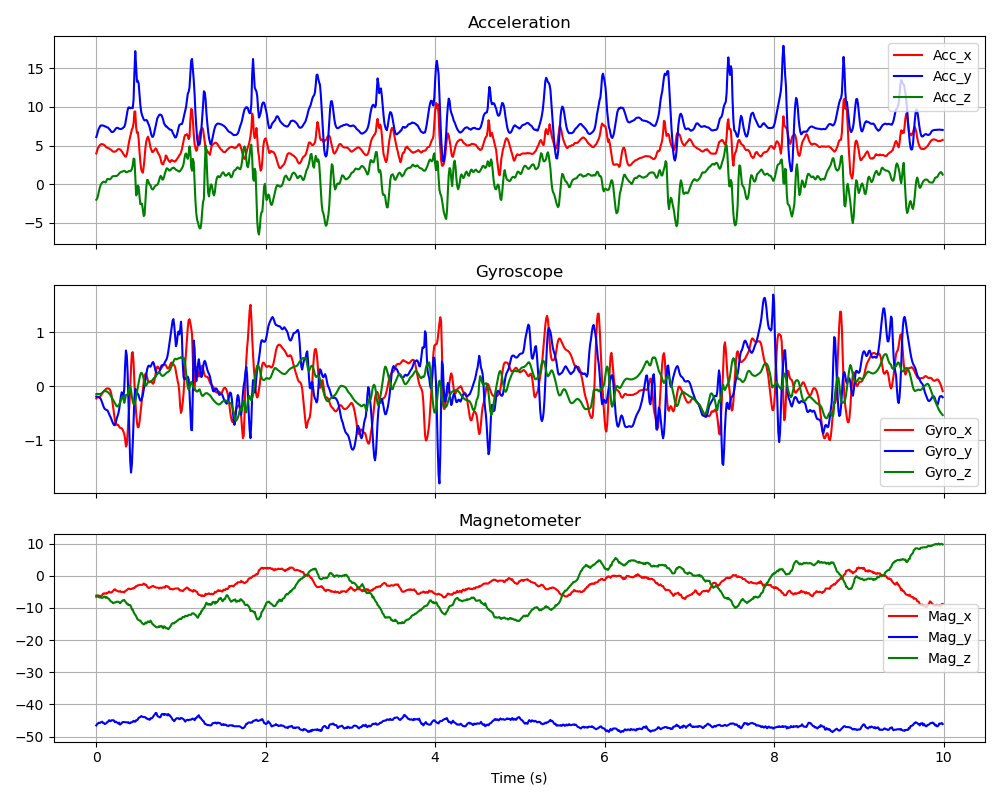 Acceleration
15
10
5
0
−5
Acc_x
Acc_y
Acc_z
Gyroscope
1
0
−1
Gyro_x
Gyro_y
Gyro_z
Magnetometer
10
0
−10
−20
−30
−40
−50
Mag_x
Mag_y
Mag_z
0 2 4 6 8 10
Time (s)